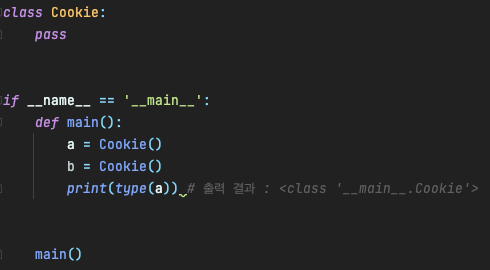 class Cookie:
    pass
if __name__ == '__main__':
    def main():
        a = Cookie()
        b = Cookie()
        print(type(a)) # 출력 결과 : <class '__main__.Cookie'>
    main()